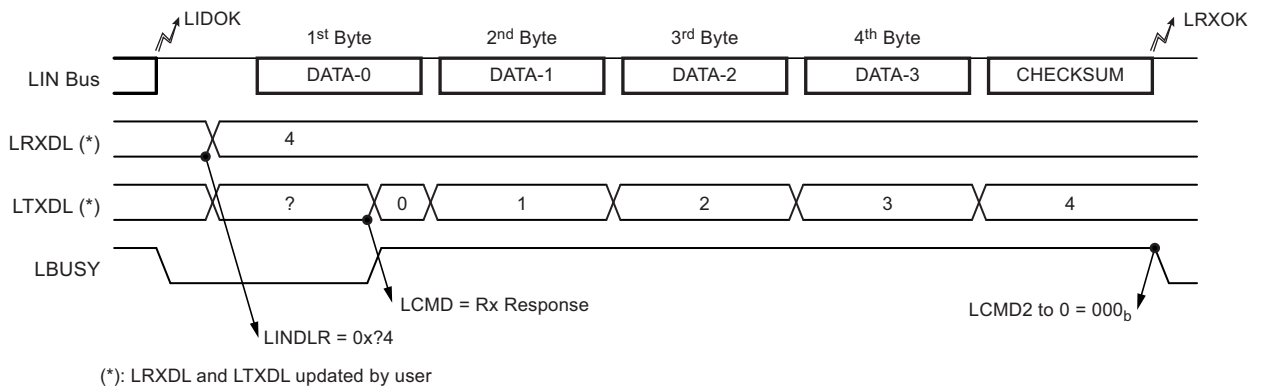 LIDOK
LRXOK
1st Byte 2nd Byte 3rd Byte 4th Byte
LIN Bus DATA-0 DATA-1 DATA-2 DATA-3 CHECKSUM
LRXDL (*) 4
LTXDL (*) ? 0 1 2 3 4
LBUSY
LCMD = Rx Response
LCMD2 to 0 = 000b
LINDLR = 0x?4
(*): LRXDL and LTXDL updated by user